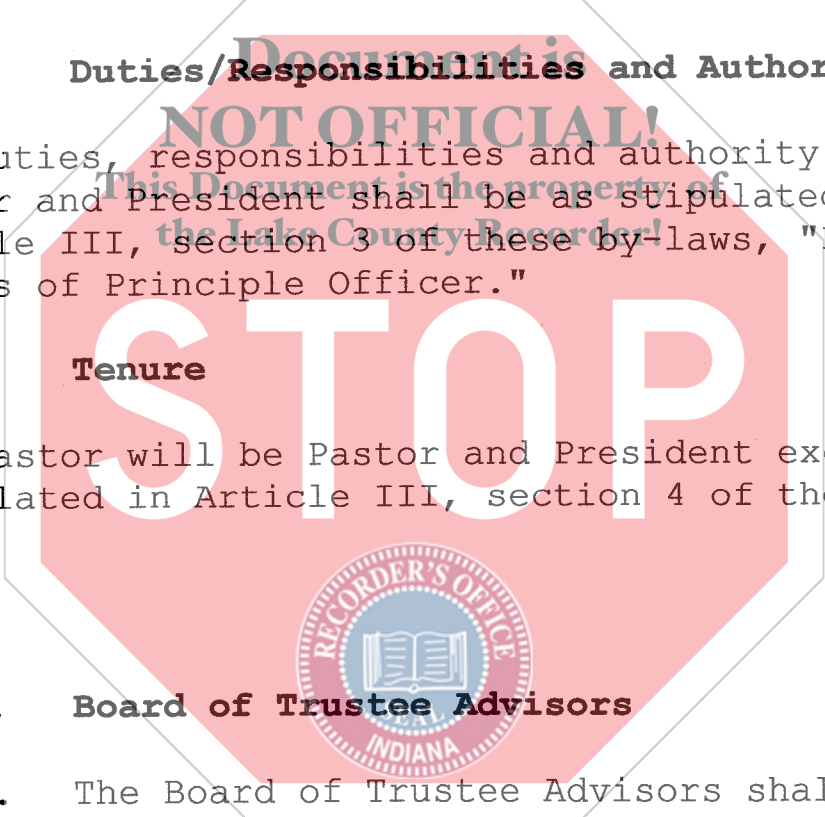 Document is
Duties/Responsibilities and Author
NOT OFFICIAL!
uties, responsibilities and authority
This Document is the property of
r and President shall be as stipulated
the Lake County Recorder!
le III, section 3 of these by-laws, "
s of Principle Officer."
STOP
Tenure
astor will be Pastor and President exc
lated in Article III, section 4 of the
RECORDER'S OFFICE
Board of Trustee Advisors
SEAL
INDIANA
. The Board of Trustee Advisors shal